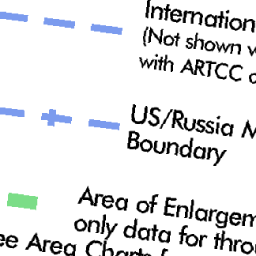 Internation
(Not shown w
with ARTCC
US/Russia M
Boundary
Area of Enlargem
only data for thro
ee Area Charts f